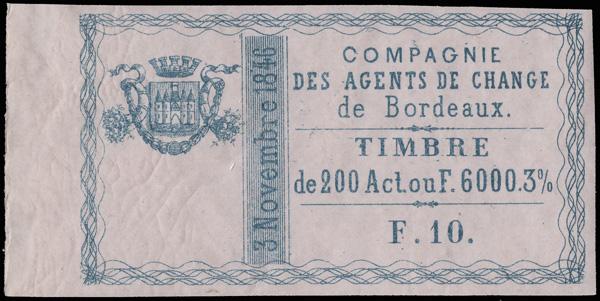 3 Novembre 1846
COMPAGNIE
DES AGENTS DE CHANGE
de Bordeaux.
TIMBRE
de 200 Act. ou F. 6000. 3%
F. 10.